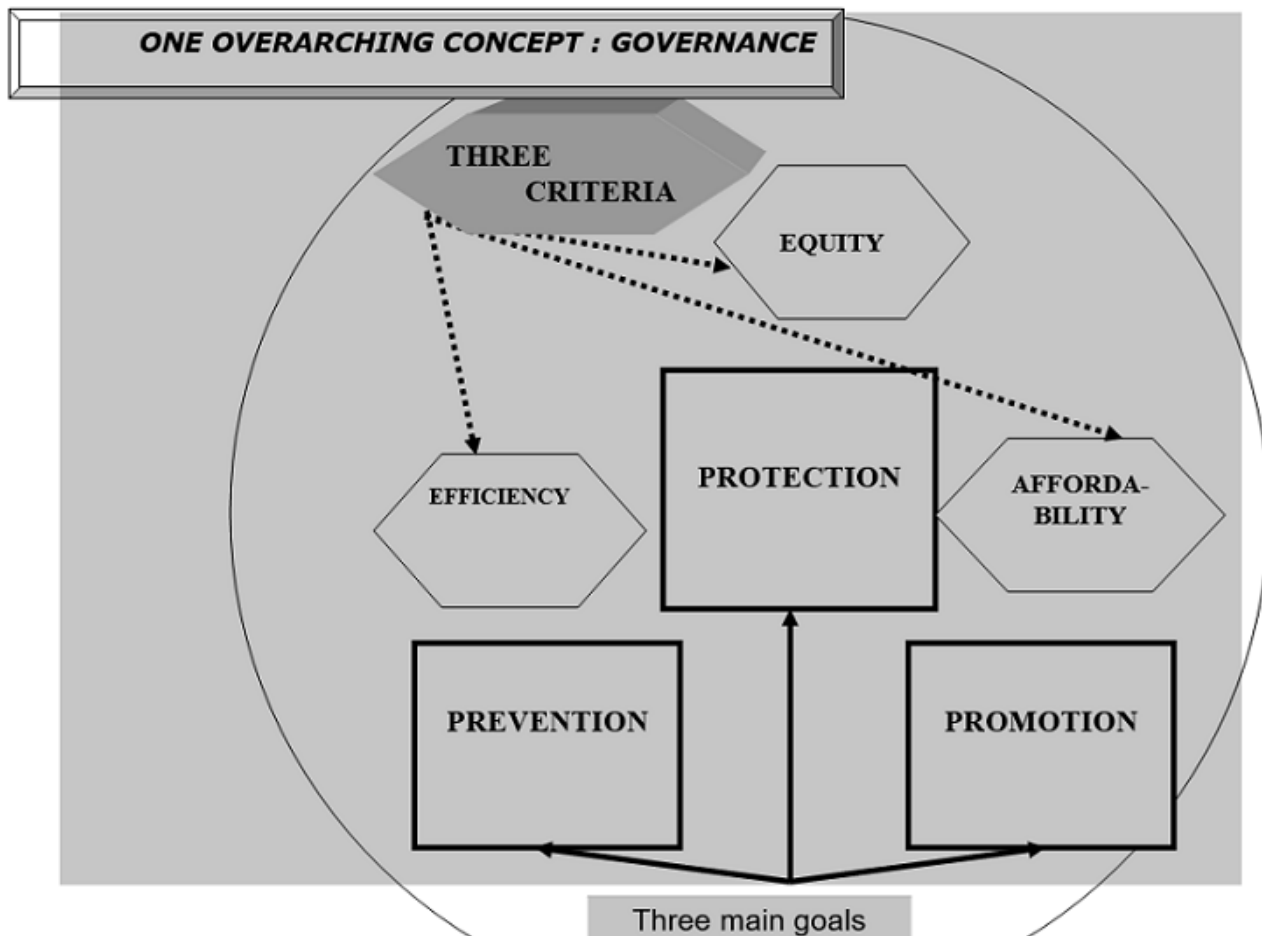 ONE OVERARCHING CONCEPT : GOVERNANCE
THREE
CRITERIA
EQUITY
PROTECTION
EFFICIENCY
AFFORDA-
BILITY
PREVENTION
PROMOTION
Three main goals